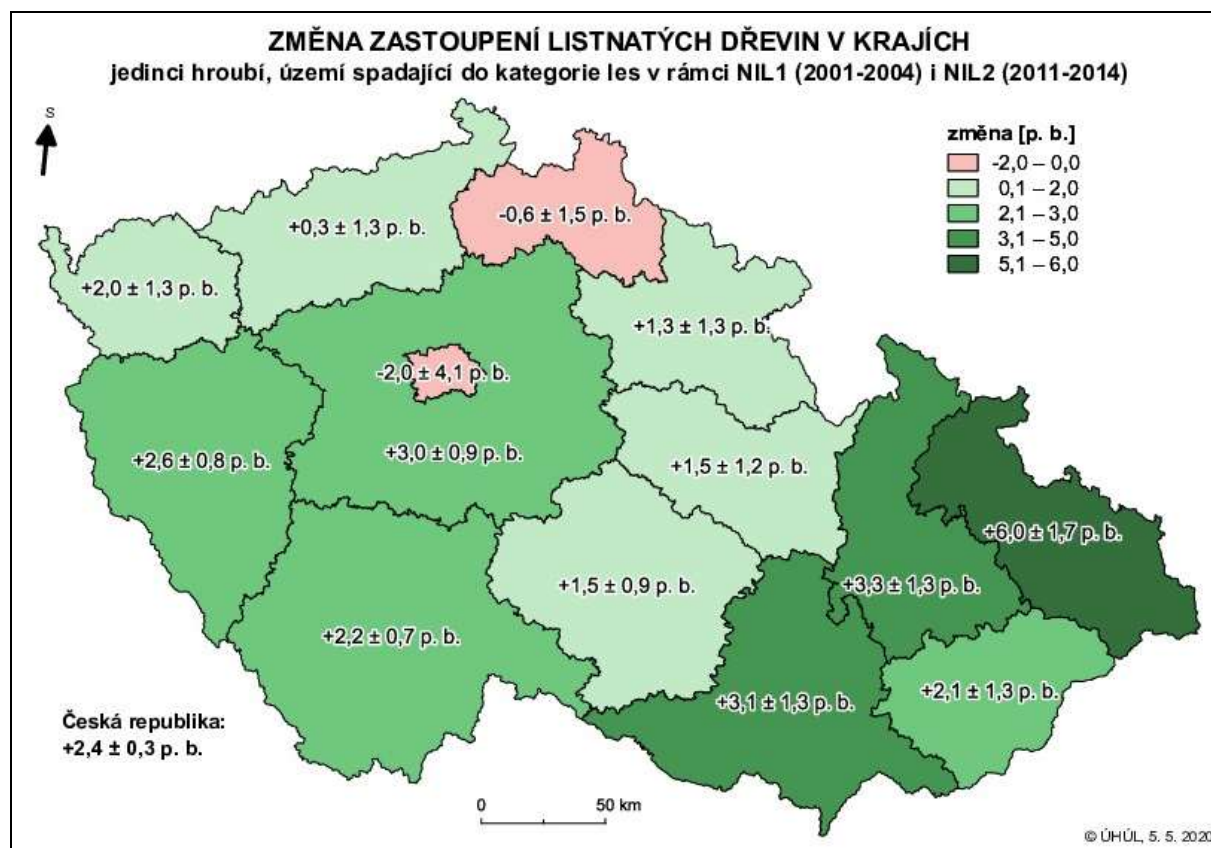 ZMĚNA ZASTOUPENÍ LISTNATÝCH DŘEVIN V KRAJÍCH
jedinci hroubí, území spadající do kategorie les v rámci NIL1 (2001-2004) i NIL2 (2011-2014)
S
změna [p. b.]
-2,0 – 0,0
0,1 – 2,0
2,1 – 3,0
3,1 – 5,0
5,1 – 6,0
-0,6 ± 1,5 p. b.
+0,3 ± 1,3 p. b.
+2,0 ± 1,3 p. b.
+1,3 ± 1,3 p. b.
-2,0 ± 4,1 p. b.
+2,6 ± 0,8 p. b.
+3,0 ± 0,9 p. b.
+1,5 ± 1,2 p. b.
+6,0 ± 1,7 p. b.
+1,5 ± 0,9 p. b.
+3,3 ± 1,3 p. b.
+2,2 ± 0,7 p. b.
+2,1 ± 1,3 p. b.
+3,1 ± 1,3 p. b.
Česká republika:
+2,4 ± 0,3 p. b.
0 50 km
© ÚHÚL, 5. 5. 2020